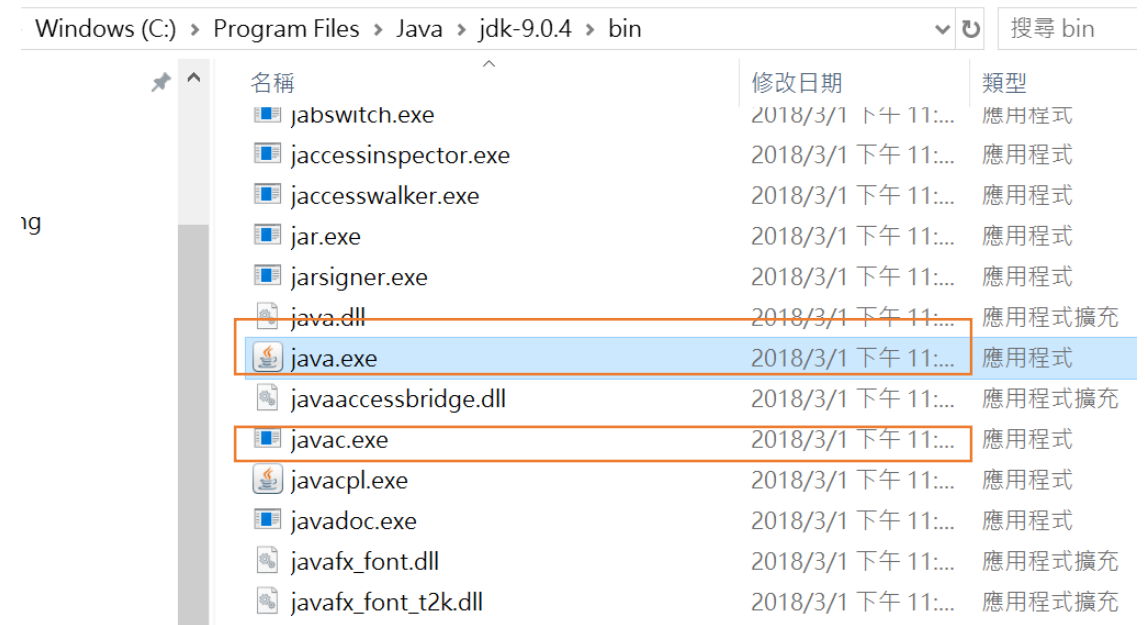 Windows (C:) › Program Files › Java › jdk-9.0.4 › bin 搜尋 bin
名稱 修改日期 類型
jabswitch.exe 2018/3/1 下午 11:... 應用程式
jaccessinspector.exe 2018/3/1 下午 11:... 應用程式
jaccesswalker.exe 2018/3/1 下午 11:... 應用程式
jar.exe 2018/3/1 下午 11:... 應用程式
ng
jarsigner.exe 2018/3/1 下午 11:... 應用程式
java.dll 2018/3/1 下午 11:... 應用程式擴充
java.exe 2018/3/1 下午 11:... 應用程式
javaaccessbridge.dll 2018/3/1 下午 11:... 應用程式擴充
javac.exe 2018/3/1 下午 11:... 應用程式
javacpl.exe 2018/3/1 下午 11:... 應用程式
javadoc.exe 2018/3/1 下午 11:... 應用程式
javafx_font.dll 2018/3/1 下午 11:... 應用程式擴充
javafx_font_t2k.dll 2018/3/1 下午 11:... 應用程式擴充